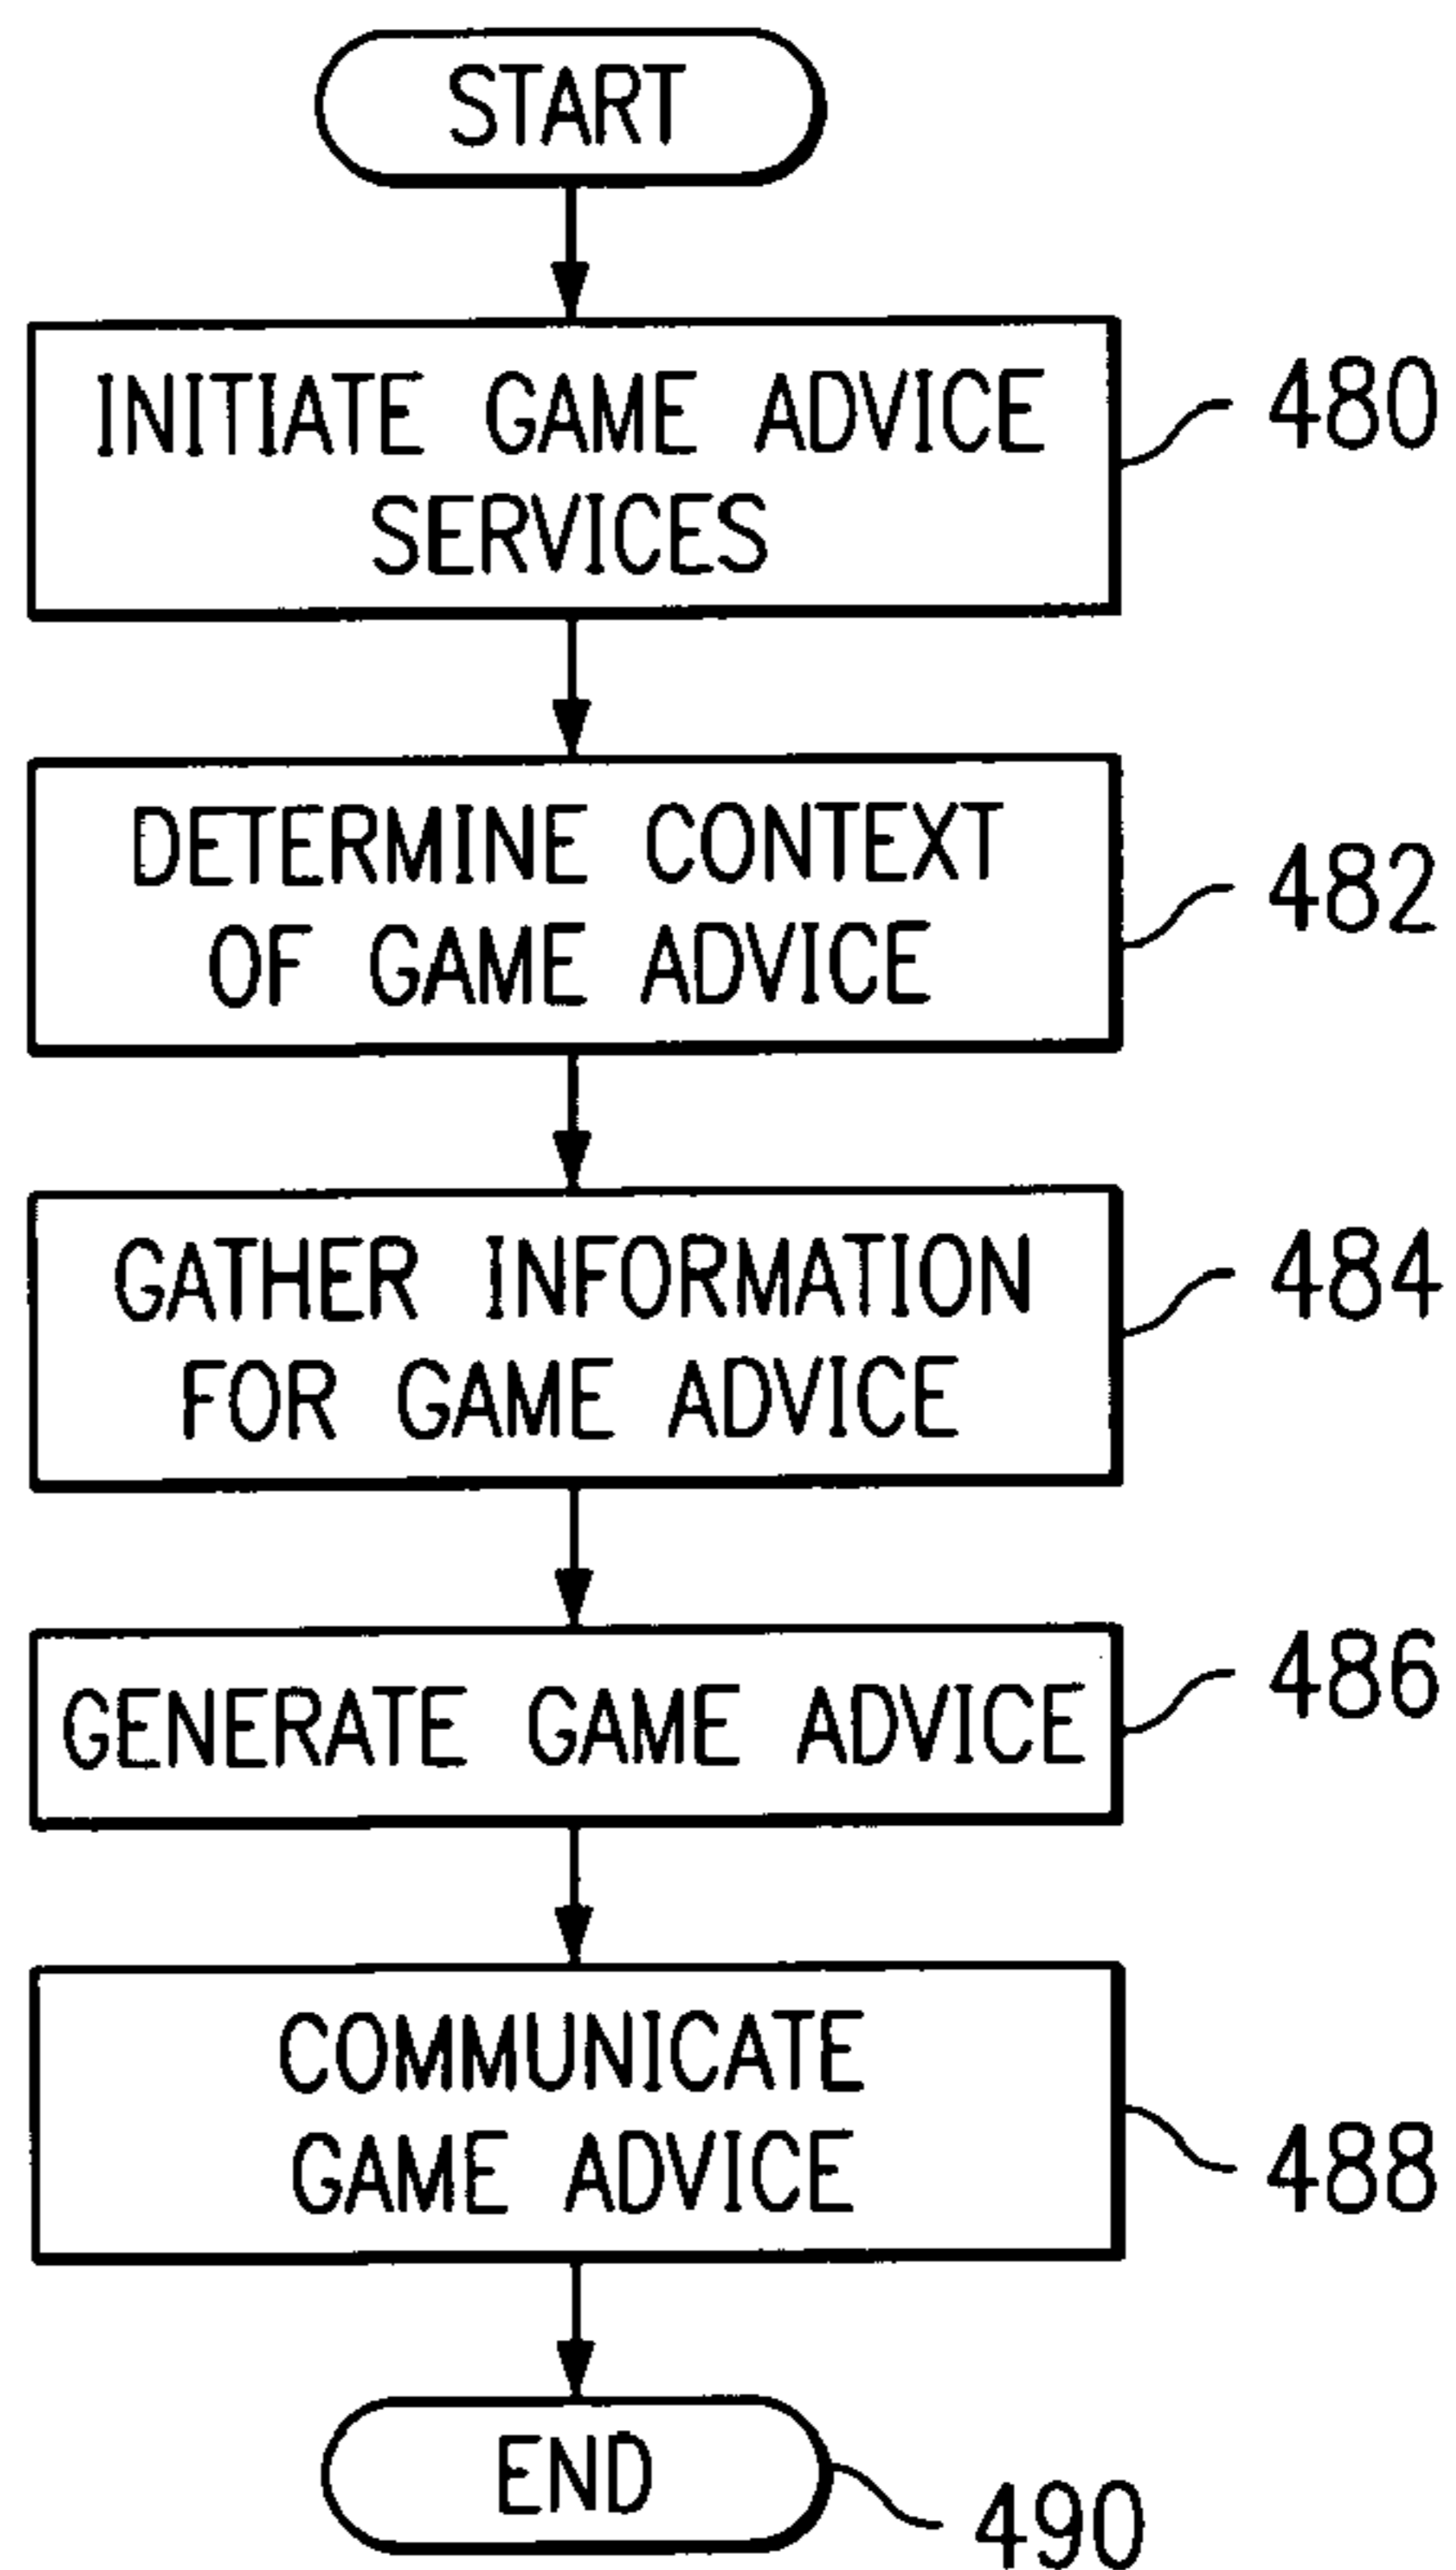 START
INITIATE GAME ADVICE
SERVICES
480
DETERMINE CONTEXT
OF GAME ADVICE
482
GATHER INFORMATION
FOR GAME ADVICE
484
GENERATE GAME ADVICE
486
COMMUNICATE
GAME ADVICE
488
END
490